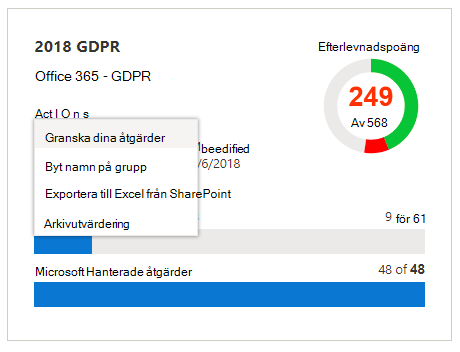 2018 GDPR
Efterlevnadspoäng
Office 365 - GDPR
249
Av 568
Act I O n s
Granska dina åtgärder
beedified
Byt namn på grupp
/6/2018
Exportera till Excel från SharePoint
Arkivutvärdering
9 för 61
Microsoft Hanterade åtgärder
48 of 48